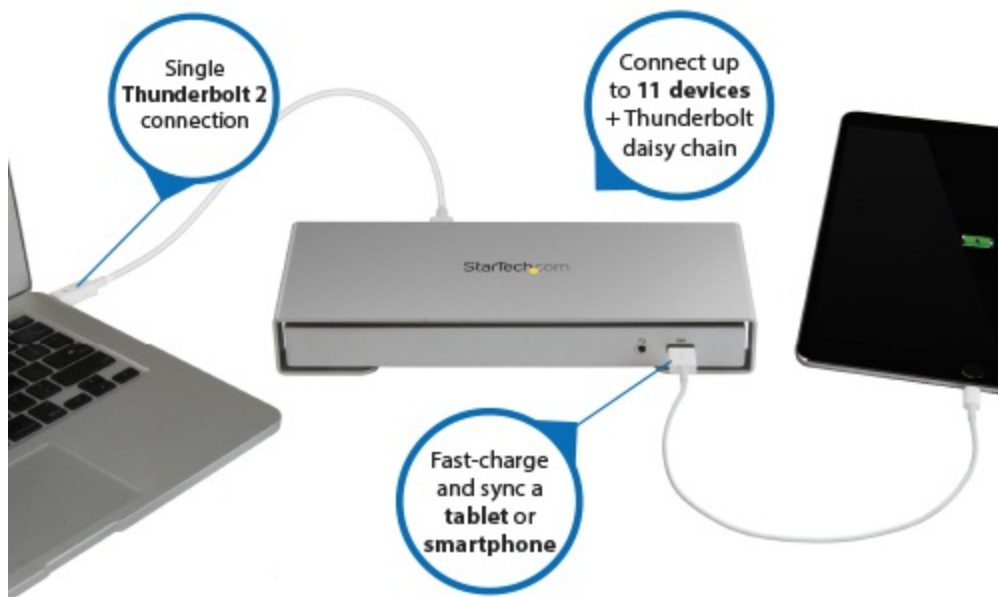 Single
Thunderbolt 2
connection
Connect up
to 11 devices
+ Thunderbolt
daisy chain
StarTech.com
Fast-charge
and sync a
tablet or
smartphone